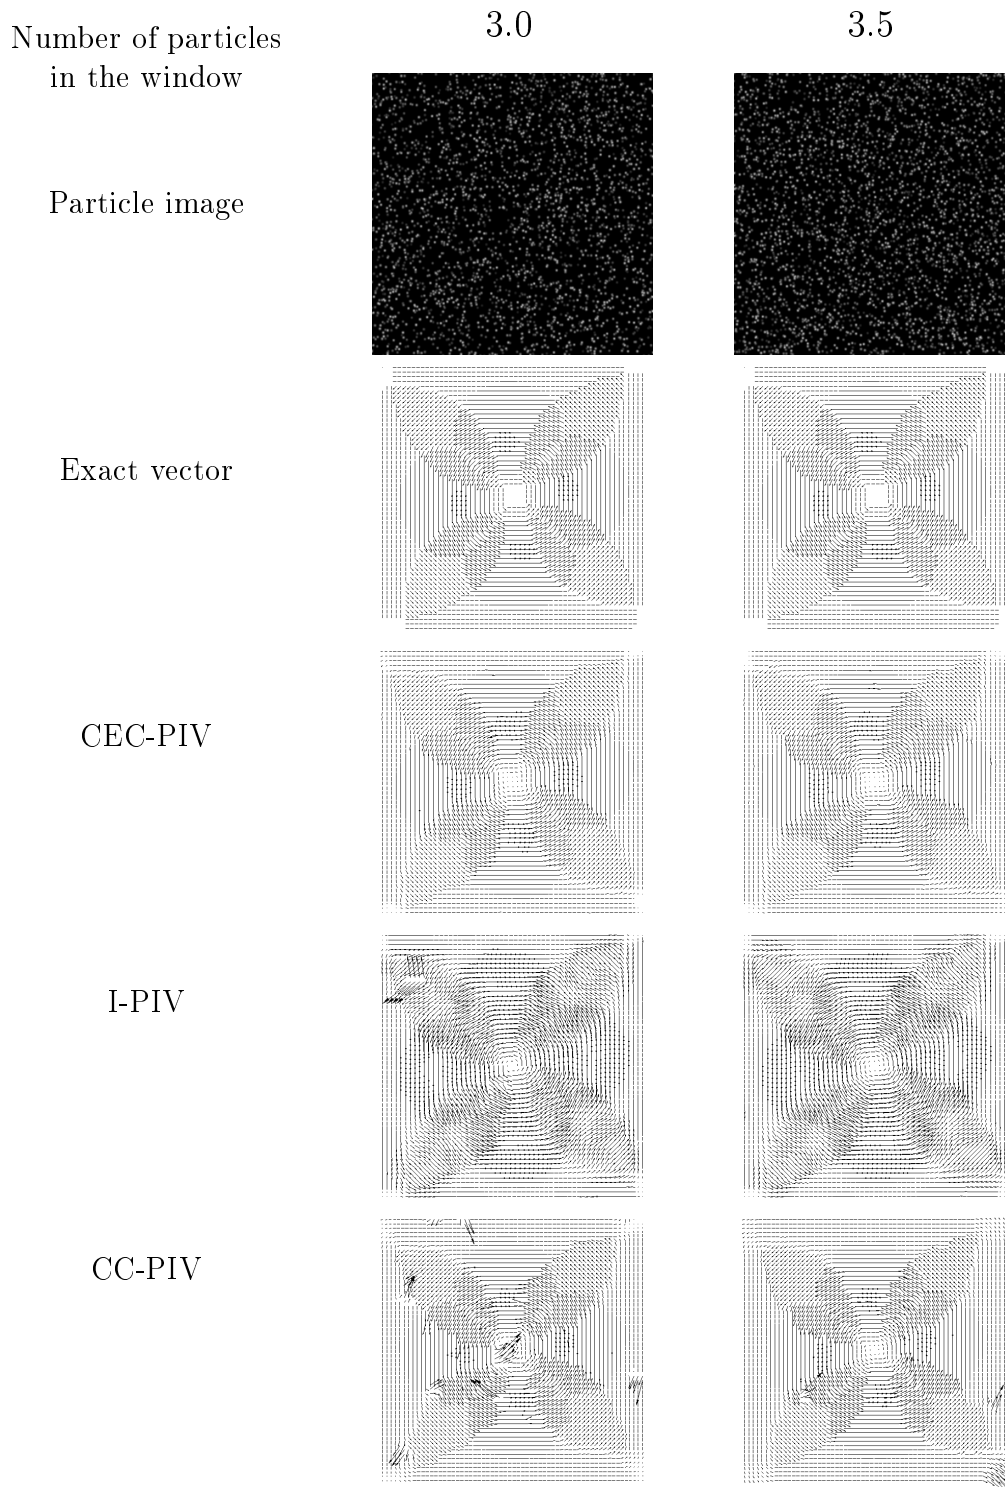 Number of particles
in the window
3.0
3.5
Particle image
Exact vector
CEC-PIV
I-PIV
CC-PIV